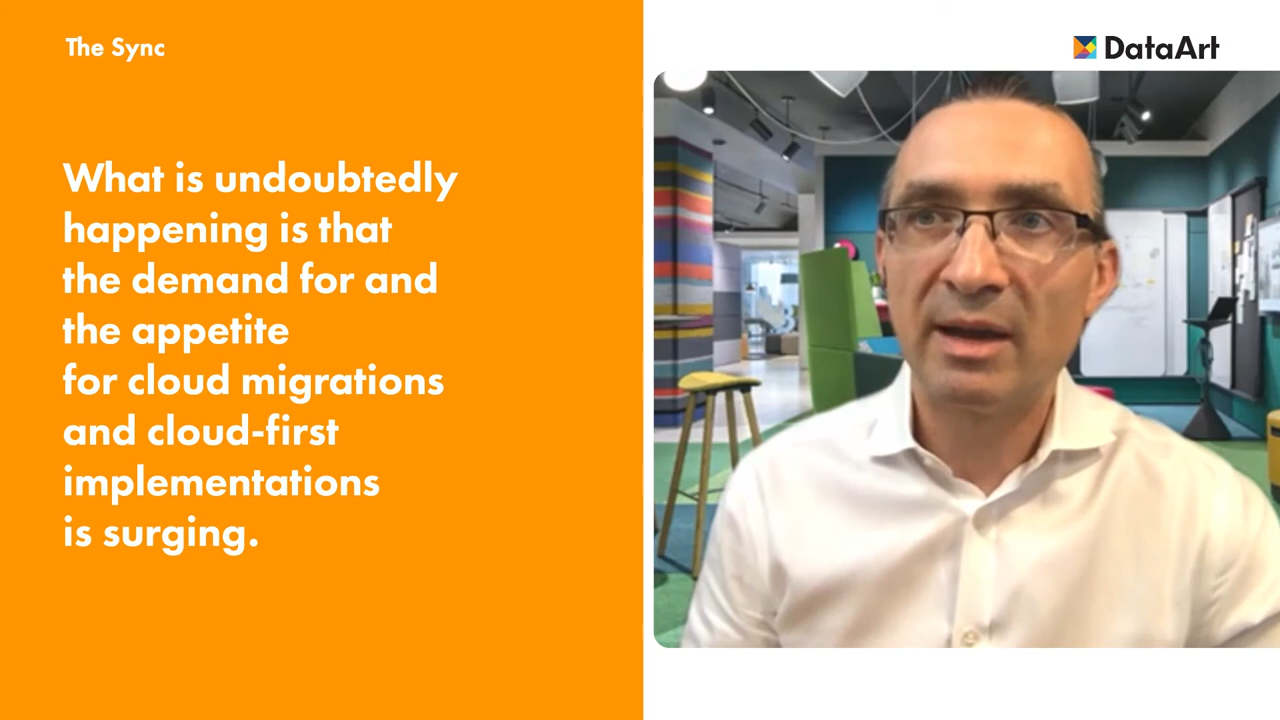 The Sync
DataArt
What is undoubtedly
happening is that
the demand for and
the appetite
for cloud migrations
and cloud-first
implementations
is surging.